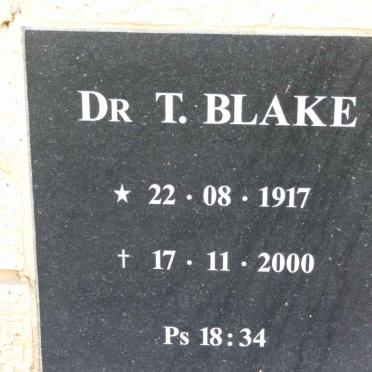 DR T. BLAKE
★ 22 · 08 · 1917
† 17 · 11 · 2000
Ps 18:34